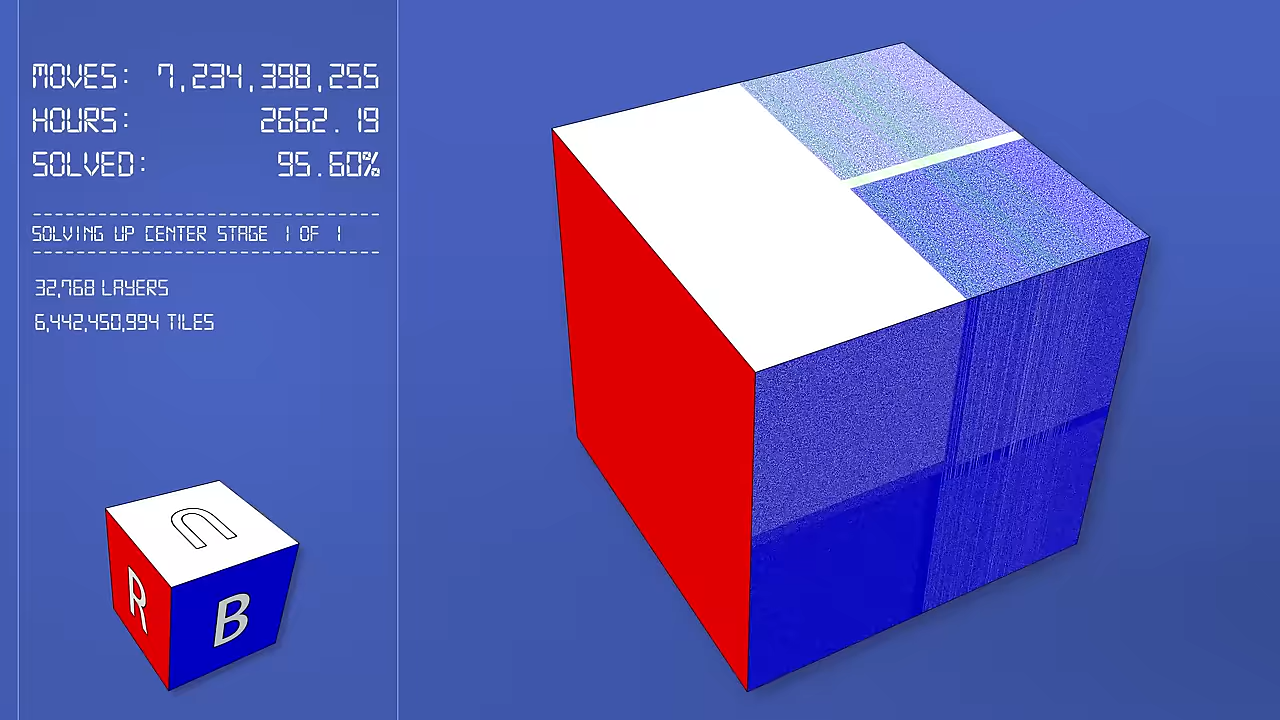 MOVES: 7,234,398,255
HOURS: 2662.19
SOLVED: 95.60%
SOLVING UP CENTER STAGE 1 OF 1
32,768 LAYERS
6,442,450,994 TILES
U
R
B